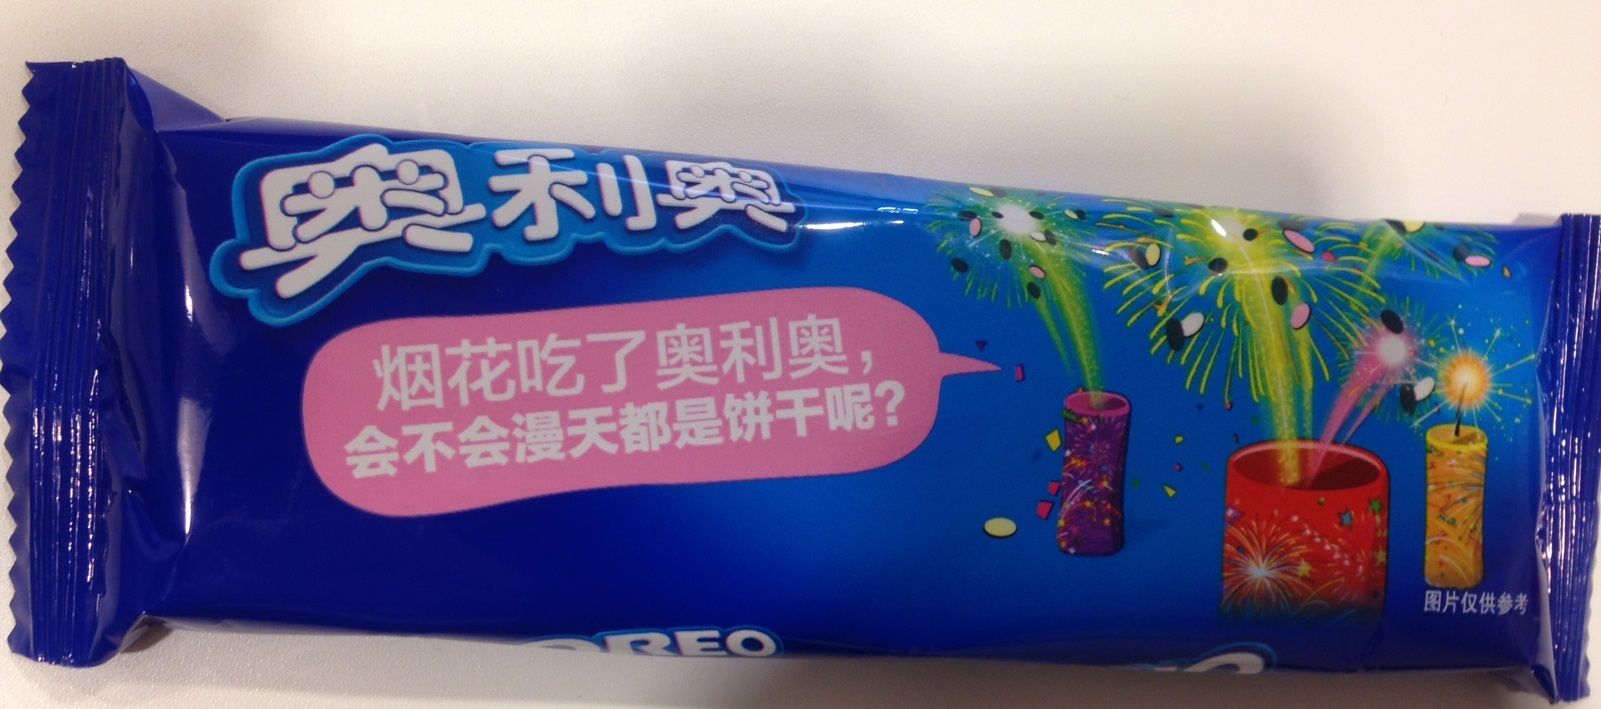 奥利奥
烟花吃了奥利奥，
会不会漫天都是饼干呢？
图片仅供参考
OREO